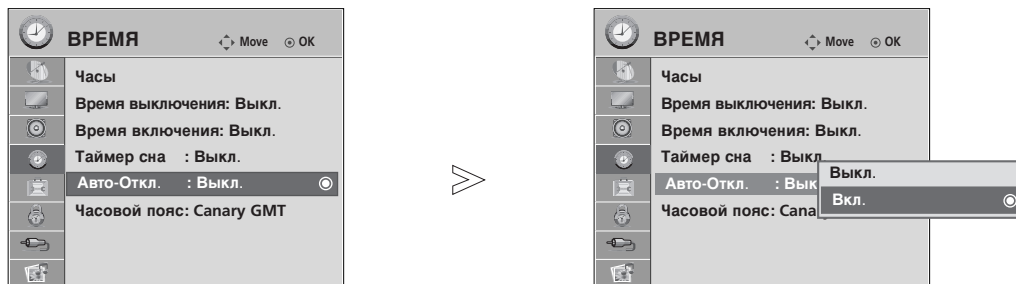 ВРЕМЯ Move OK
Часы
Время выключения: Выкл.
Время включения: Выкл.
Таймер сна : Выкл.
Авто-Откл. : Выкл.
Часовой пояс: Canary GMT
ВРЕМЯ Move OK
Часы
Время выключения: Выкл.
Время включения: Выкл.
Таймер сна : Выкл
Авто-Откл. : Вык
Часовой пояс: Cana
Выкл.
Вкл.